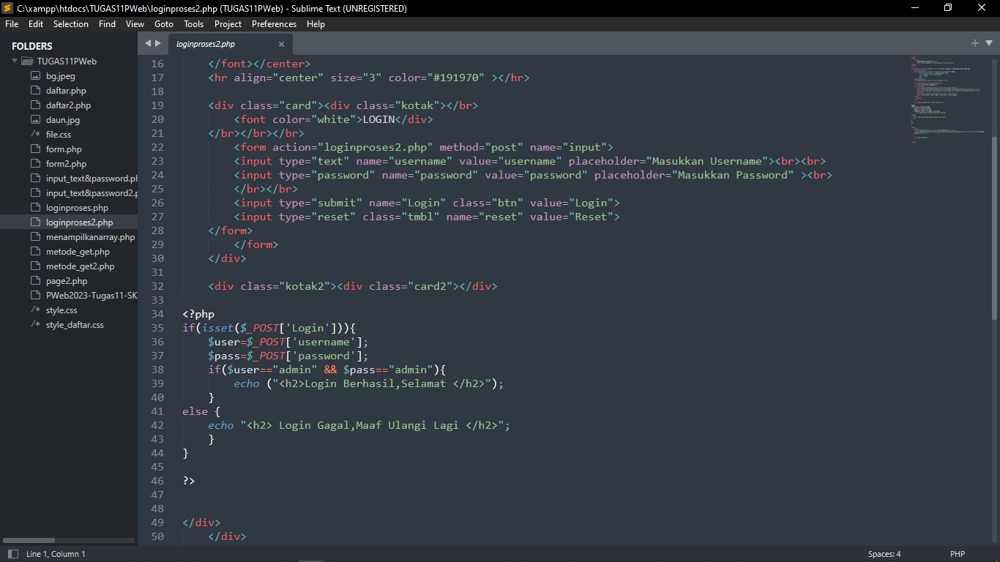 C:\xampp\htdocs\TUGAS11PWeb\loginproses2.php (TUGAS11PWeb) - Sublime Text (UNREGISTERED)
File Edit Selection Find View Goto Tools Project Preferences Help
FOLDERS
TUGAS11PWeb
bg.jpeg
daftar.php
daftar2.php
daun.jpg
/* file.css
form.php
form2.php
input_text&password.ph
input_text&password2.p
loginproses.php
loginproses2.php
menampilkanarray.php
metode_get.php
metode_get2.php
page2.php
PWeb2023-Tugas11-SK
/* style.css
/* style_daftar.css
loginproses2.php
16 </font></center>
17 <hr align="center" size="3" color="#191970" ></hr>
18
19 <div class="card"><div class="kotak"></br>
20 <font color="white">LOGIN</div>
21 </br></br></br>
22 <form action="loginproses2.php" method="post" name="input">
23 <input type="text" name="username" value="username" placeholder="Masukkan Username"><br><br>
24 <input type="password" name="password" value="password" placeholder="Masukkan Password" ><br>
25 </br></br>
26 <input type="submit" name="Login" class="btn" value="Login">
27 <input type="reset" class="tmbl" name="reset" value="Reset">
28 </form>
29 </form>
30 </div>
31
32 <div class="kotak2"><div class="card2"></div>
33
34 <?php
35 if(isset($_POST['Login'])){
36 $user=$_POST['username'];
37 $pass=$_POST['password'];
38 if($user=="admin" && $pass=="admin"){
39 echo ("<h2>Login Berhasil,Selamat </h2>");
40 }
41 else {
42 echo "<h2> Login Gagal,Maaf Ulangi Lagi </h2>";
43 }
44 }
45
46 ?>
47
48
49 </div>
50 </div>
Line 1, Column 1
Spaces: 4
PHP